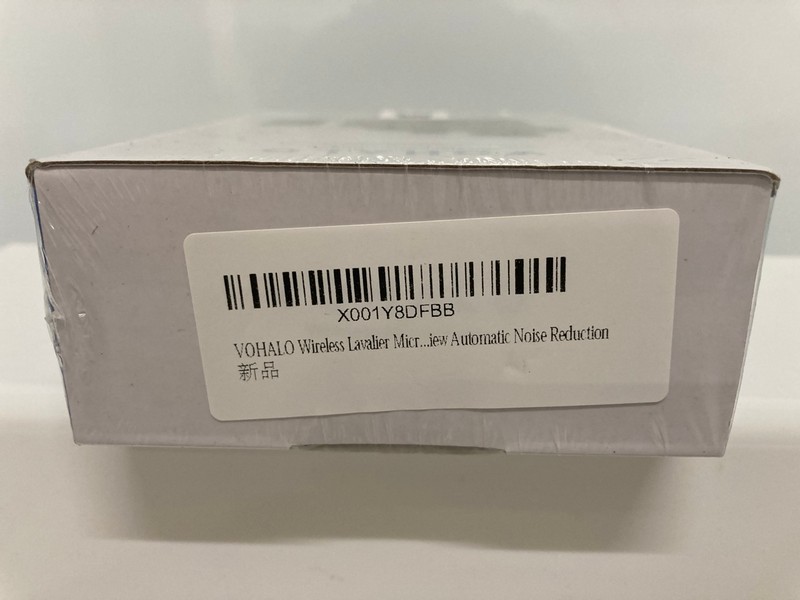 X001Y8DFBB
VOHALO Wireless Lavalier Micr...iew Automatic Noise Reduction
新品